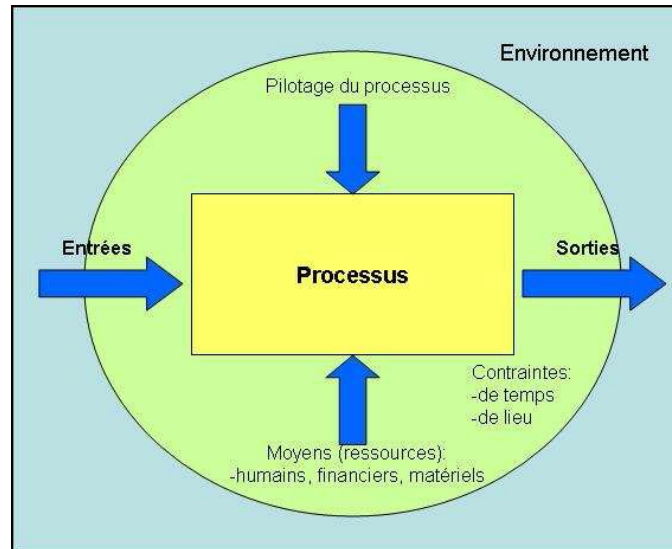 Environnement
Pilotage du processus
Entrées
Processus
Sorties
Contraintes:
-de temps
-de lieu
Moyens (ressources):
-humains, financiers, matériels